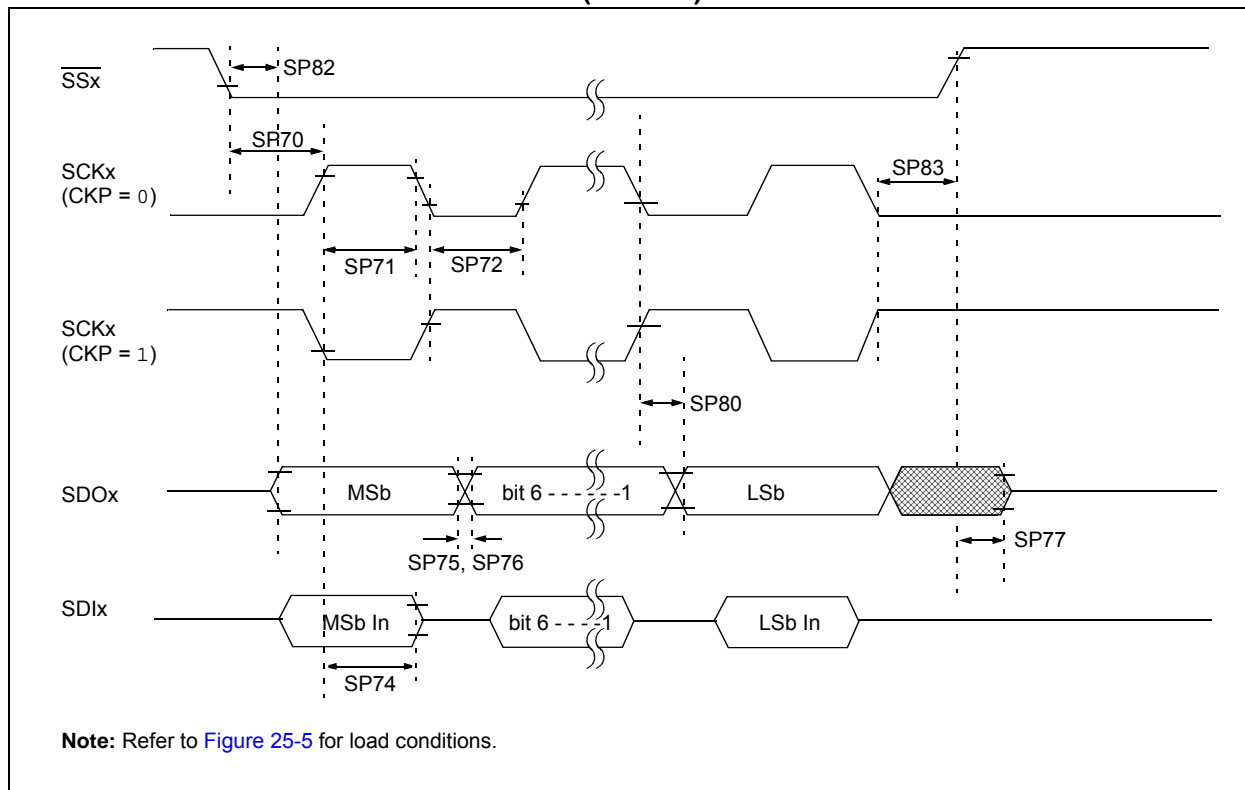 SSx
SP82
SP70
SCKx
(CKP = 0)
SP83
SP71
SP72
SCKx
(CKP = 1)
SP80
SDOx
MSb
bit 6 - - - - - -1
LSb
SP75, SP76
SP77
SDIx
MSb In
bit 6 - - - -1
LSb In
SP74
Note: Refer to Figure 25-5 for load conditions.